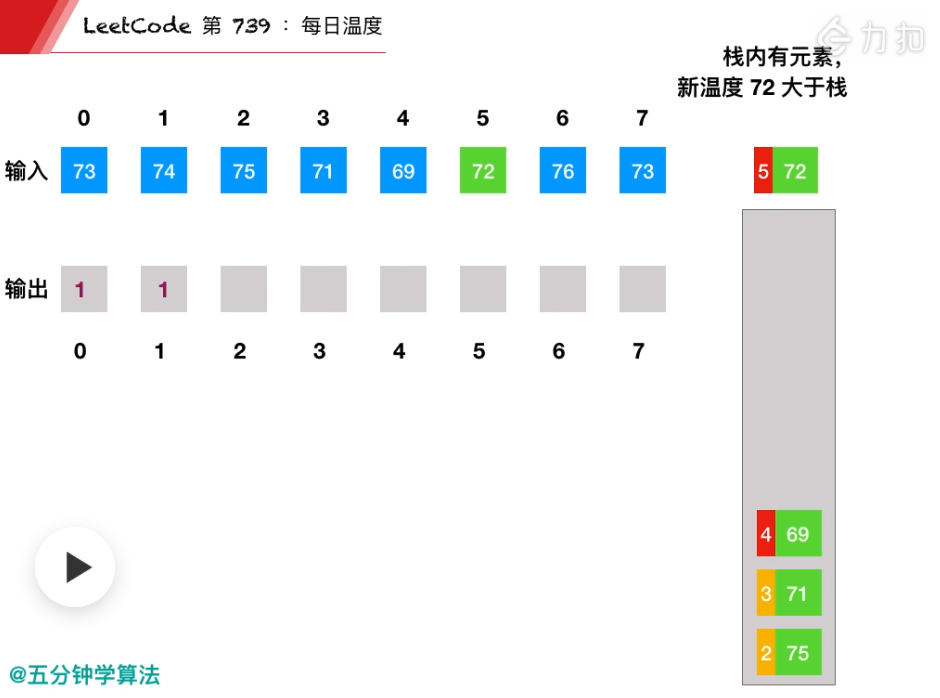 LeetCode 第 739 : 每日温度
力扣
栈内有元素,
新温度 72 大于栈
0 1 2 3 4 5 6 7
输入 73 74 75 71 69 72 76 73
5 72
输出 1 1
0 1 2 3 4 5 6 7
4 69
3 71
2 75
@五分钟学算法